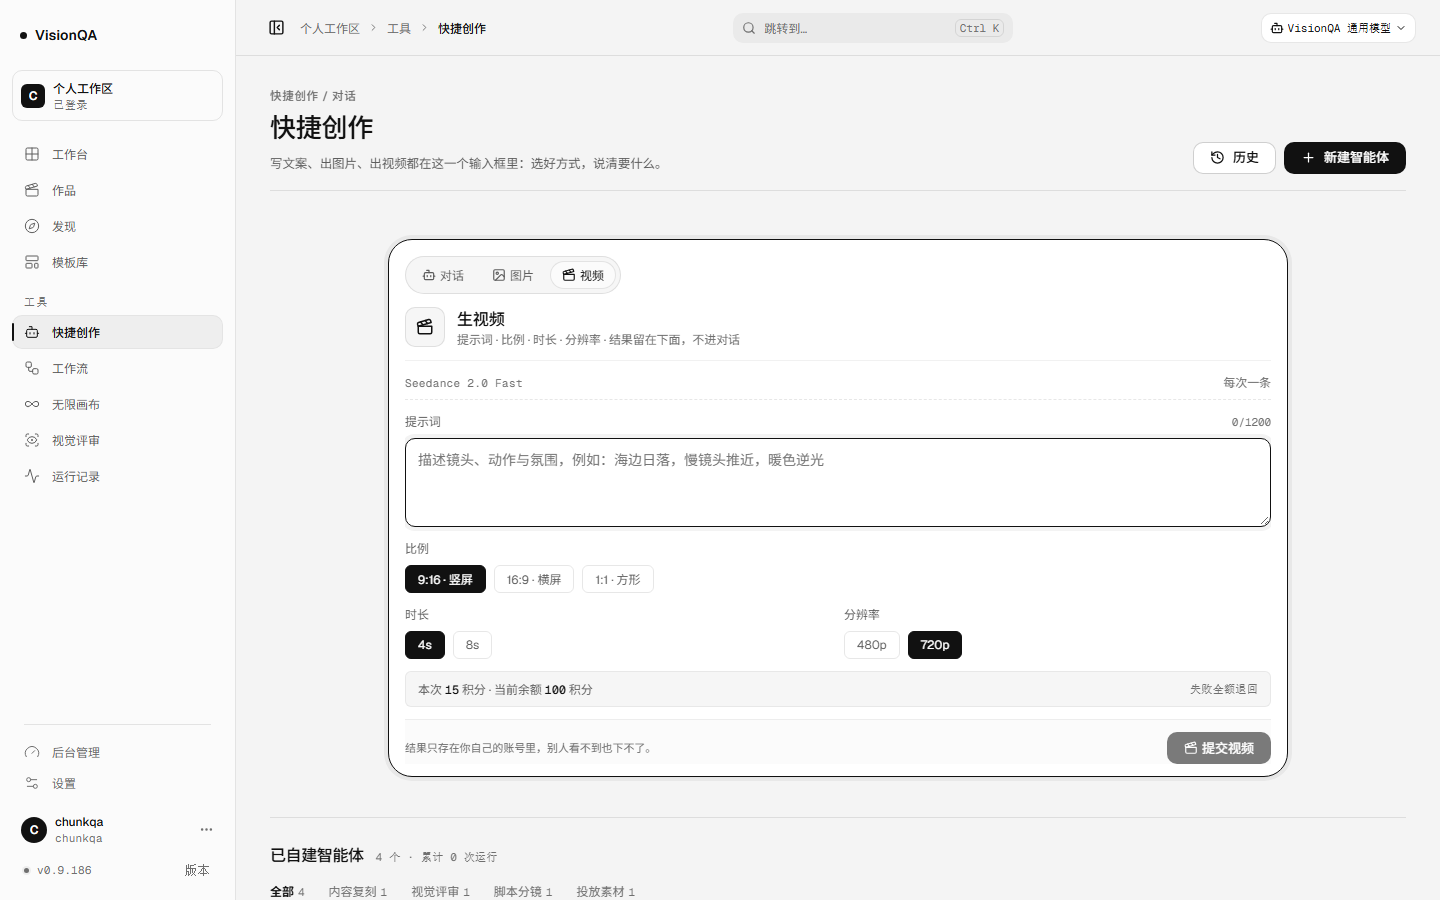 VisionQA
C
个人工作区
已登录
工作台
作品
发现
模板库
工具
快捷创作
工作流
无限画布
视觉评审
运行记录
后台管理
设置
C
chunkqa
chunkqa
v0.9.186
版本
个人工作区 > 工具 > 快捷创作
跳转到...
Ctrl K
VisionQA 通用模型
快捷创作 / 对话
快捷创作
写文案、出图片、出视频都在这一个输入框里：选好方式，说清要什么。
历史
新建智能体
对话 图片 视频
生视频
提示词 · 比例 · 时长 · 分辨率 · 结果留在下面，不进对话
Seedance 2.0 Fast 每次一条
提示词 0/1200
描述镜头、动作与氛围，例如：海边日落，慢镜头推近，暖色逆光
比例
9:16 · 竖屏 16:9 · 横屏 1:1 · 方形
时长 分辨率
4s 8s 480p 720p
本次 15 积分 · 当前余额 100 积分 失败全额退回
结果只存在你自己的账号里，别人看不到也下不了。
提交视频
已自建智能体 4 个 · 累计 0 次运行
全部 4 内容复刻 1 视觉评审 1 脚本分镜 1 投放素材 1